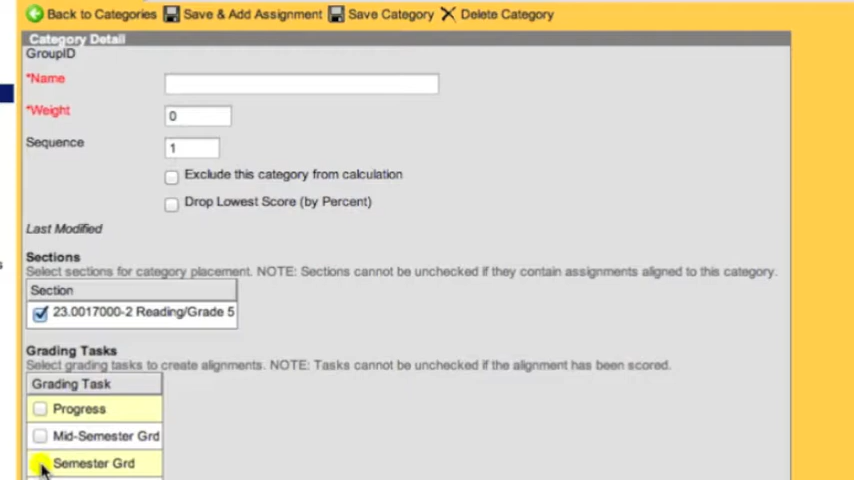 Back to Categories Save & Add Assignment Save Category Delete Category
Category Detail
GroupID
*Name
*Weight 0
Sequence 1
Exclude this category from calculation
Drop Lowest Score (by Percent)
Last Modified
Sections
Select sections for category placement. NOTE: Sections cannot be unchecked if they contain assignments aligned to this category.
Section
23.0017000-2 Reading/Grade 5
Grading Tasks
Select grading tasks to create alignments. NOTE: Tasks cannot be unchecked if the alignment has been scored.
Grading Task
Progress
Mid-Semester Grd
Semester Grd